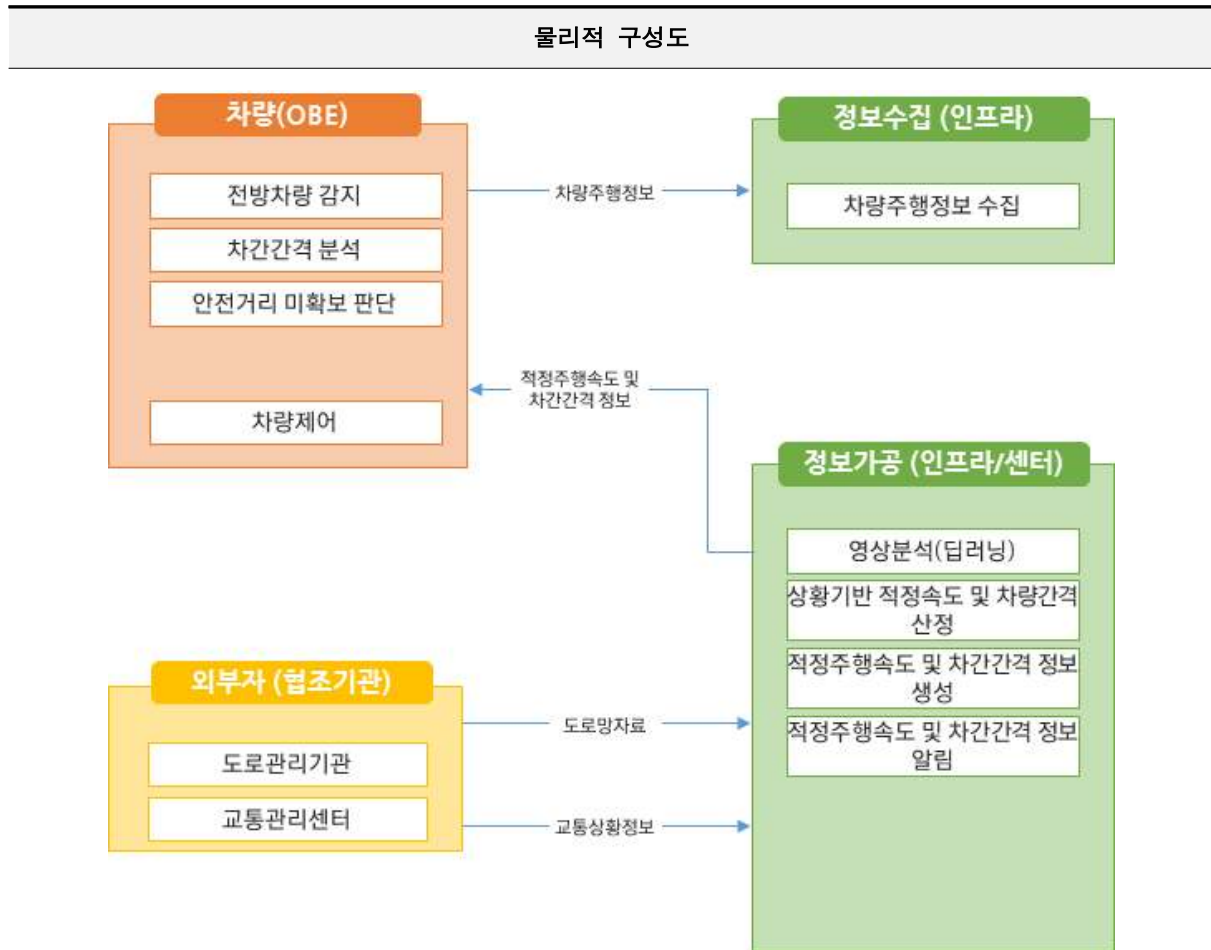 물리적 구성도
차량(OBE)
전방차량 감지
차간간격 분석
안전거리 미확보 판단
차량제어
차량주행정보
정보수집 (인프라)
차량주행정보 수집
적정주행속도 및
차간간격 정보
정보가공 (인프라/센터)
영상분석(딥러닝)
상황기반 적정속도 및 차량간격
산정
적정주행속도 및 차간간격 정보
생성
적정주행속도 및 차간간격 정보
알림
외부자 (협조기관)
도로관리기관
교통관리센터
도로망자료
교통상황정보